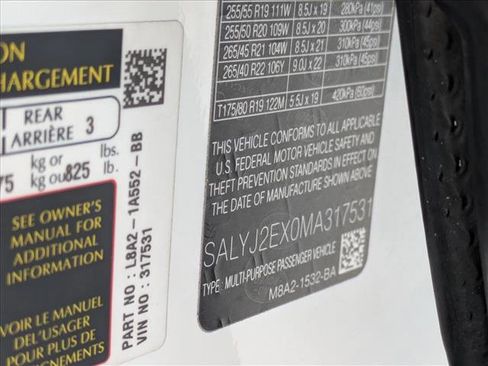 ION
CHARGEMENT
REAR
ARRIÈRE 3
75 kg or 825 lbs.
kg ou lb.
SEE OWNER'S
MANUAL FOR
ADDITIONAL
INFORMATION
VOIR LE MANUEL
DEL'USAGER
POUR PLUS
PART NO : L8A2-1A552-BB
VIN NO : 317531
255/55 R19 111W 8.5J x 19 280kPa (41psi)
255/50 R20 109W 8.5J x 20 300kPa (44psi)
265/45 R21 104W 8.5J x 21 310kPa (45psi)
265/40 R22 106Y 9.0J x 22 310kPa (45psi)
T175/80 R19 122M 5.5J x 19 420kPa (60psi)
THIS VEHICLE CONFORMS TO ALL APPLICABLE
U.S. FEDERAL MOTOR VEHICLE SAFETY AND
THEFT PREVENTION STANDARDS IN EFFECT ON
THE DATE OF MANUFACTURE SHOWN ABOVE
SALYJ2EX0MA317531
TYPE : MULTI-PURPOSE PASSENGER VEHICLE
M8A2-1532-BA